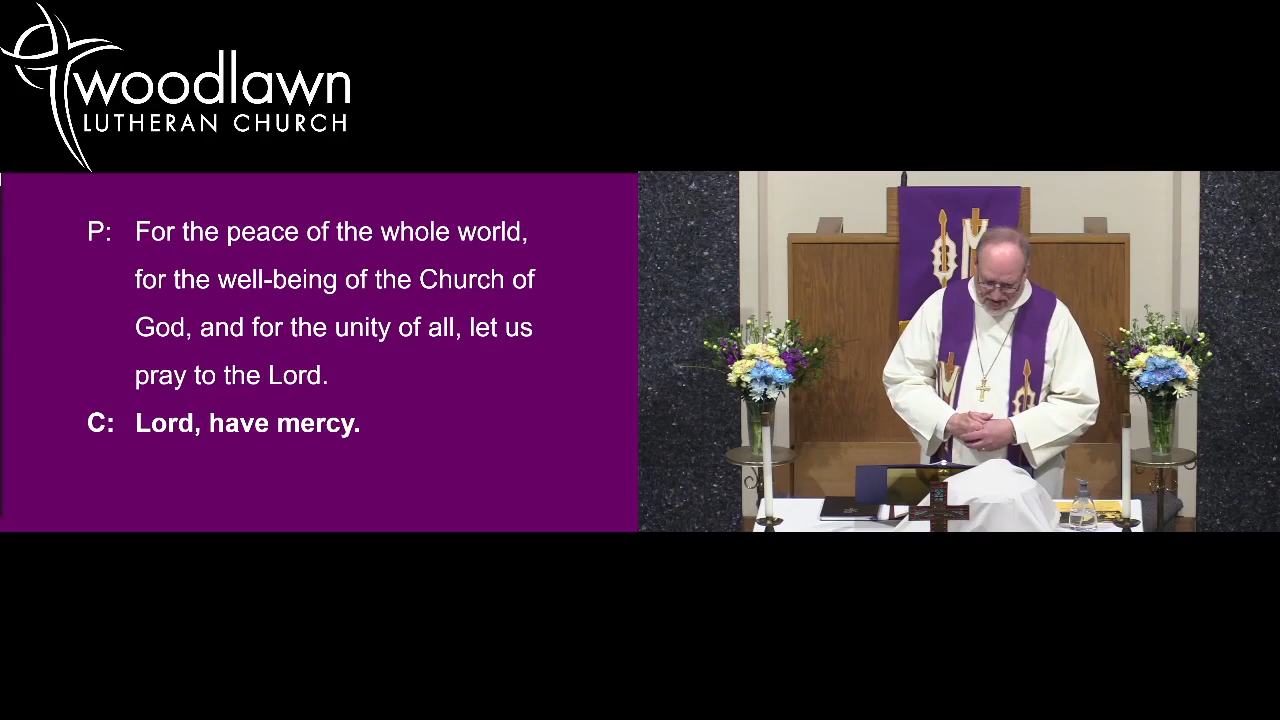 woodlawn
LUTHERAN CHURCH
P: For the peace of the whole world,
for the well-being of the Church of
God, and for the unity of all, let us
pray to the Lord.
C: Lord, have mercy.